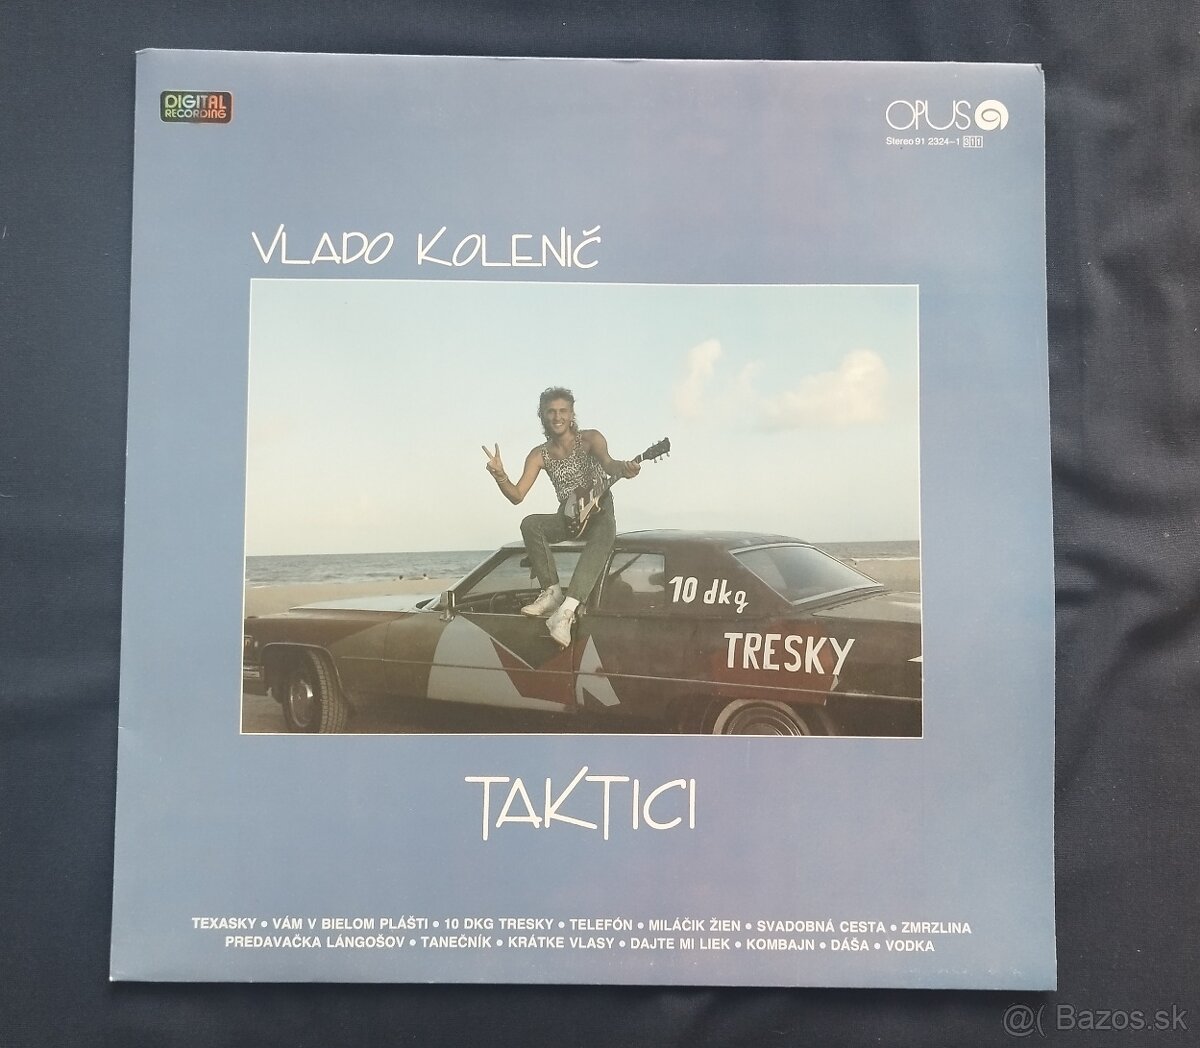 DIGITAL
RECORDING
OPUS
Stereo 91 2324-1 311
VLADO KOLENIČ
10 dkg
TRESKY
TAKTICI
TEXASKY • VÁM V BIELOM PLÁŠTI • 10 DKG TRESKY • TELEFÓN • MILÁČIK ŽIEN • SVADOBNÁ CESTA • ZMRZLINA
PREDAVAČKA LÁNGOŠOV • TANEČNÍK • KRÁTKE VLASY • DAJTE MI LIEK • KOMBAJN • DÁŠA • VODKA
@( Bazos.sk